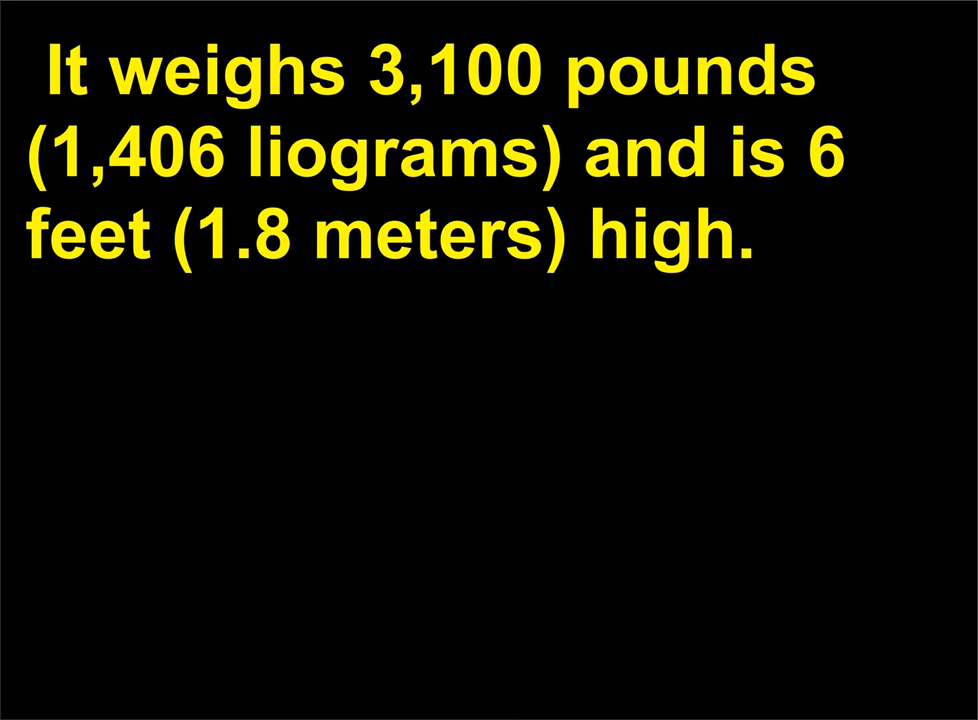 It weighs 3,100 pounds
(1,406 liograms) and is 6
feet (1.8 meters) high.